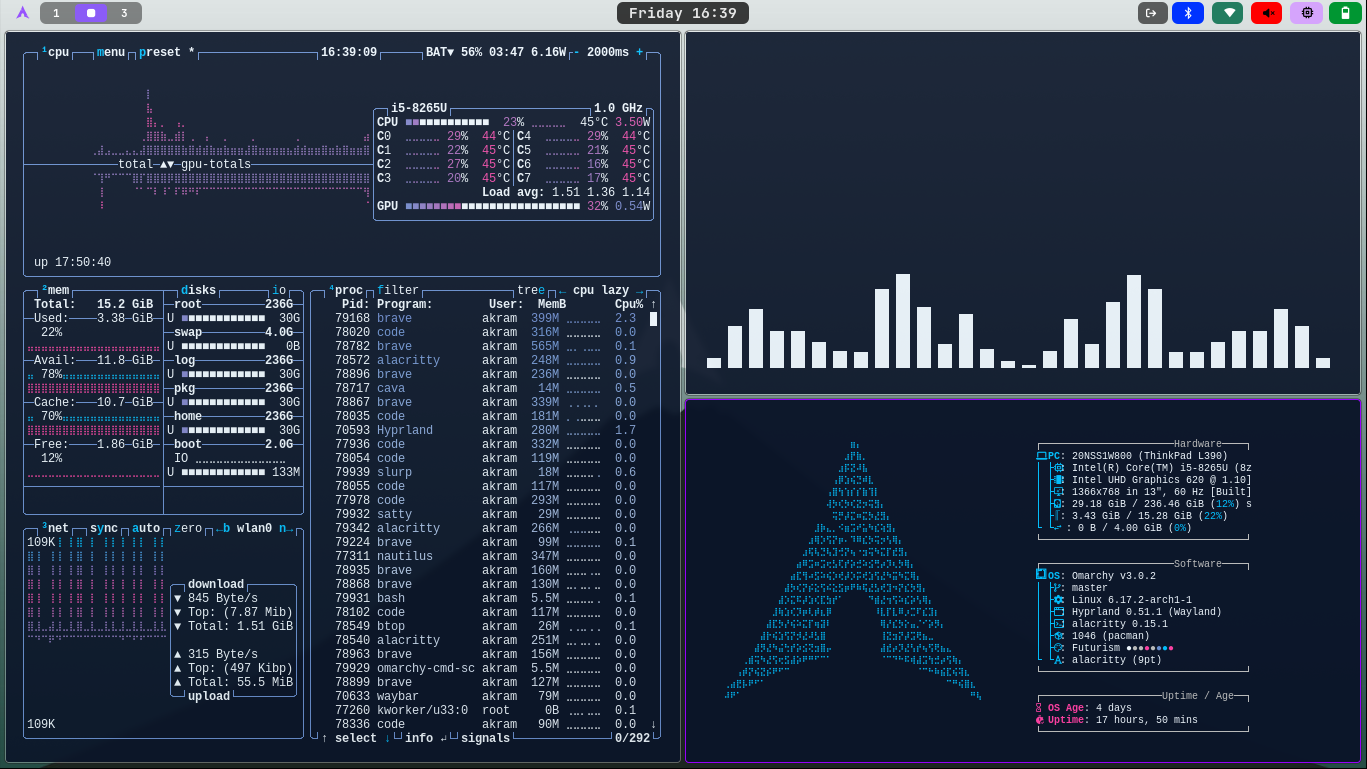 1 3
Friday 16:39
¹cpu menu preset * 16:39:09 BAT▼ 56% 03:47 6.16W - 2000ms +
i5-8265U 1.0 GHz
CPU 23% 45°C 3.50W
C0 29% 44°C C4 29% 44°C
C1 22% 45°C C5 21% 45°C
total ▲▼ gpu-totals
C2 27% 45°C C6 16% 45°C
C3 20% 45°C C7 17% 45°C
Load avg: 1.51 1.36 1.14
GPU 32% 0.54W
up 17:50:40
²mem
Total: 15.2 GiB
Used: 3.38 GiB
22%
Avail: 11.8 GiB
78%
Cache: 10.7 GiB
70%
Free: 1.86 GiB
12%
disks io
root 236G
U 30G
swap 4.0G
U 0B
log 236G
U 30G
pkg 236G
U 30G
home 236G
U 30G
boot 2.0G
IO
U 133M
³net sync auto zero ←b wlan0 n→
109K
download
▼ 845 Byte/s
▼ Top: (7.87 Mib)
▼ Total: 1.51 GiB
▲ 315 Byte/s
▲ Top: (497 Kibp)
▲ Total: 55.5 MiB
upload
109K
⁴proc filter tree ← cpu lazy →
Pid: Program: User: MemB Cpu% ↑
79168 brave akram 399M 2.3
78020 code akram 316M 0.0
78782 brave akram 565M 0.1
78572 alacritty akram 248M 0.9
78896 brave akram 236M 0.0
78717 cava akram 14M 0.5
78867 brave akram 339M 0.0
78035 code akram 181M 0.0
70593 Hyprland akram 280M 1.7
77936 code akram 332M 0.0
78054 code akram 119M 0.0
79939 slurp akram 18M 0.6
78055 code akram 117M 0.0
77978 code akram 293M 0.0
79932 satty akram 29M 0.0
79342 alacritty akram 266M 0.0
79224 brave akram 99M 0.1
77311 nautilus akram 347M 0.0
78935 brave akram 160M 0.0
78868 brave akram 130M 0.0
79931 bash akram 5.5M 0.1
78102 code akram 117M 0.0
78549 btop akram 26M 0.1
78540 alacritty akram 251M 0.0
78963 brave akram 156M 0.0
79929 omarchy-cmd-sc akram 5.5M 0.0
78899 brave akram 127M 0.0
70633 waybar akram 79M 0.0
77260 kworker/u33:0 root 0B 0.1
78336 code akram 90M 0.0 ↓
↑ select ↓ info ↲ signals 0/292
Hardware
PC: 20NSS1W800 (ThinkPad L390)
: Intel(R) Core(TM) i5-8265U (8z
: Intel UHD Graphics 620 @ 1.10]
: 1366x768 in 13", 60 Hz [Built]
: 29.18 GiB / 236.46 GiB (12%) s
: 3.43 GiB / 15.28 GiB (22%)
: 0 B / 4.00 GiB (0%)
Software
OS: Omarchy v3.0.2
: master
: Linux 6.17.2-arch1-1
: Hyprland 0.51.1 (Wayland)
: alacritty 0.15.1
: 1046 (pacman)
: Futurism ●●●●●●●●
A: alacritty (9pt)
Uptime / Age
OS Age: 4 days
Uptime: 17 hours, 50 mins